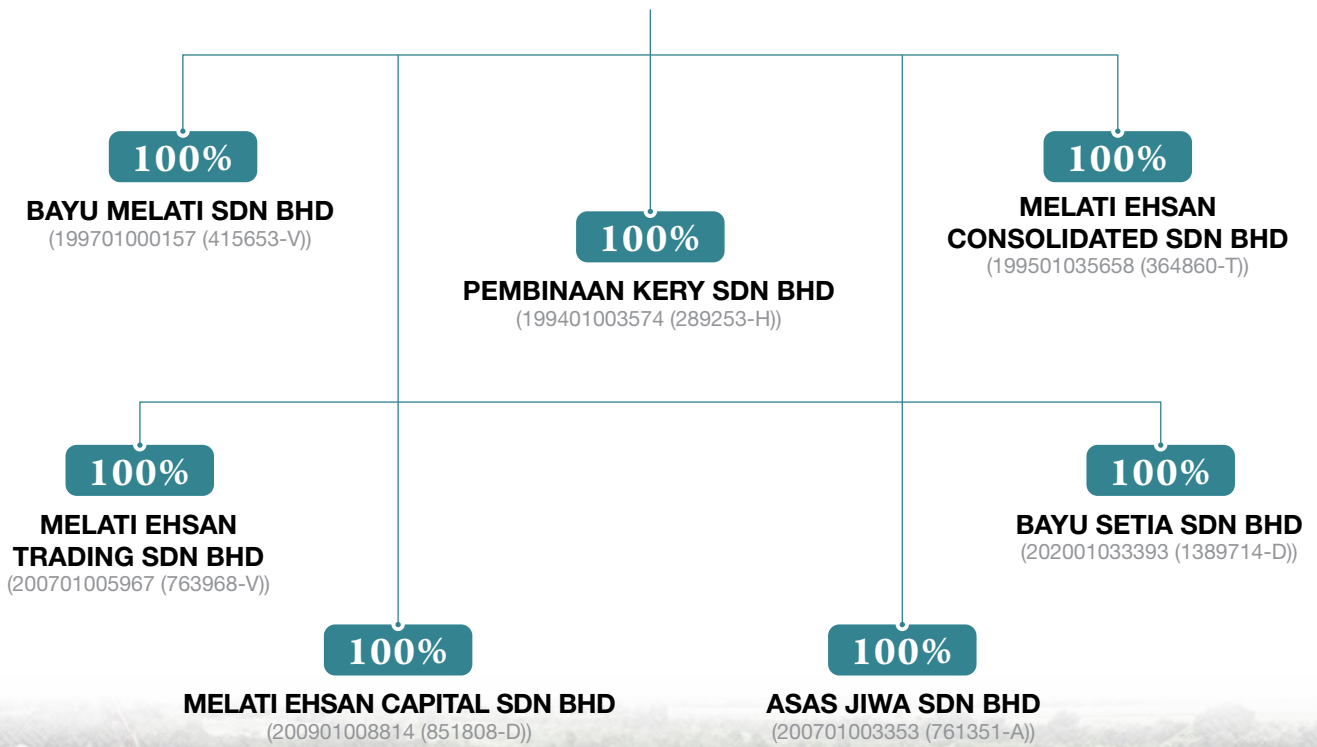 100%
BAYU MELATI SDN BHD
(199701000157 (415653-V))
100%
PEMBINAAN KERY SDN BHD
(199401003574 (289253-H))
100%
MELATI EHSAN
CONSOLIDATED SDN BHD
(199501035658 (364860-T))
100%
MELATI EHSAN
TRADING SDN BHD
(200701005967 (763968-V))
100%
MELATI EHSAN CAPITAL SDN BHD
(200901008814 (851808-D))
100%
ASAS JIWA SDN BHD
(200701003353 (761351-A))
100%
BAYU SETIA SDN BHD
(202001033393 (1389714-D))